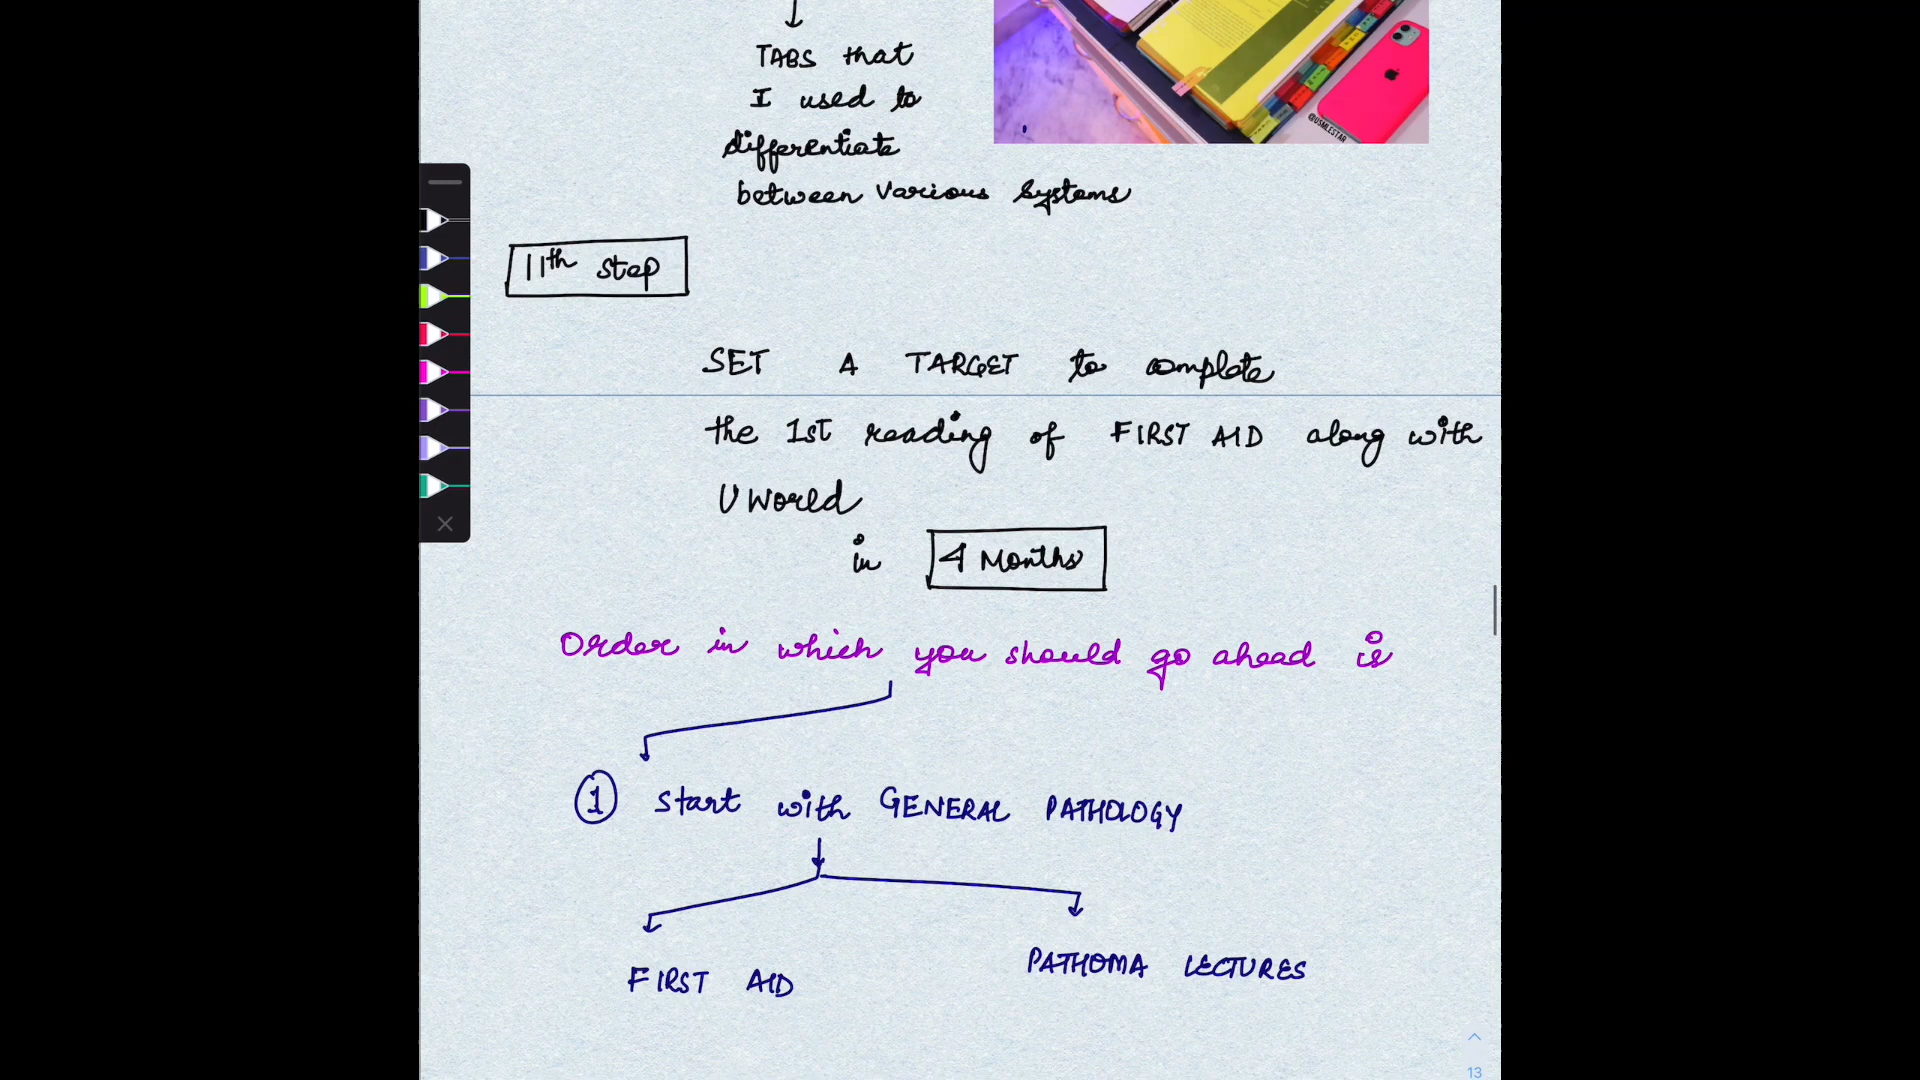 TABS that
I used to
differentiate
between various systems
@USMLESTAR
11th step
SET A TARGET to complete
the 1st reading of FIRST AID along with
UWORLD
in 4 Months
Order in which you should go ahead is
1 Start with GENERAL PATHOLOGY
FIRST AID PATHOMA LECTURES
13